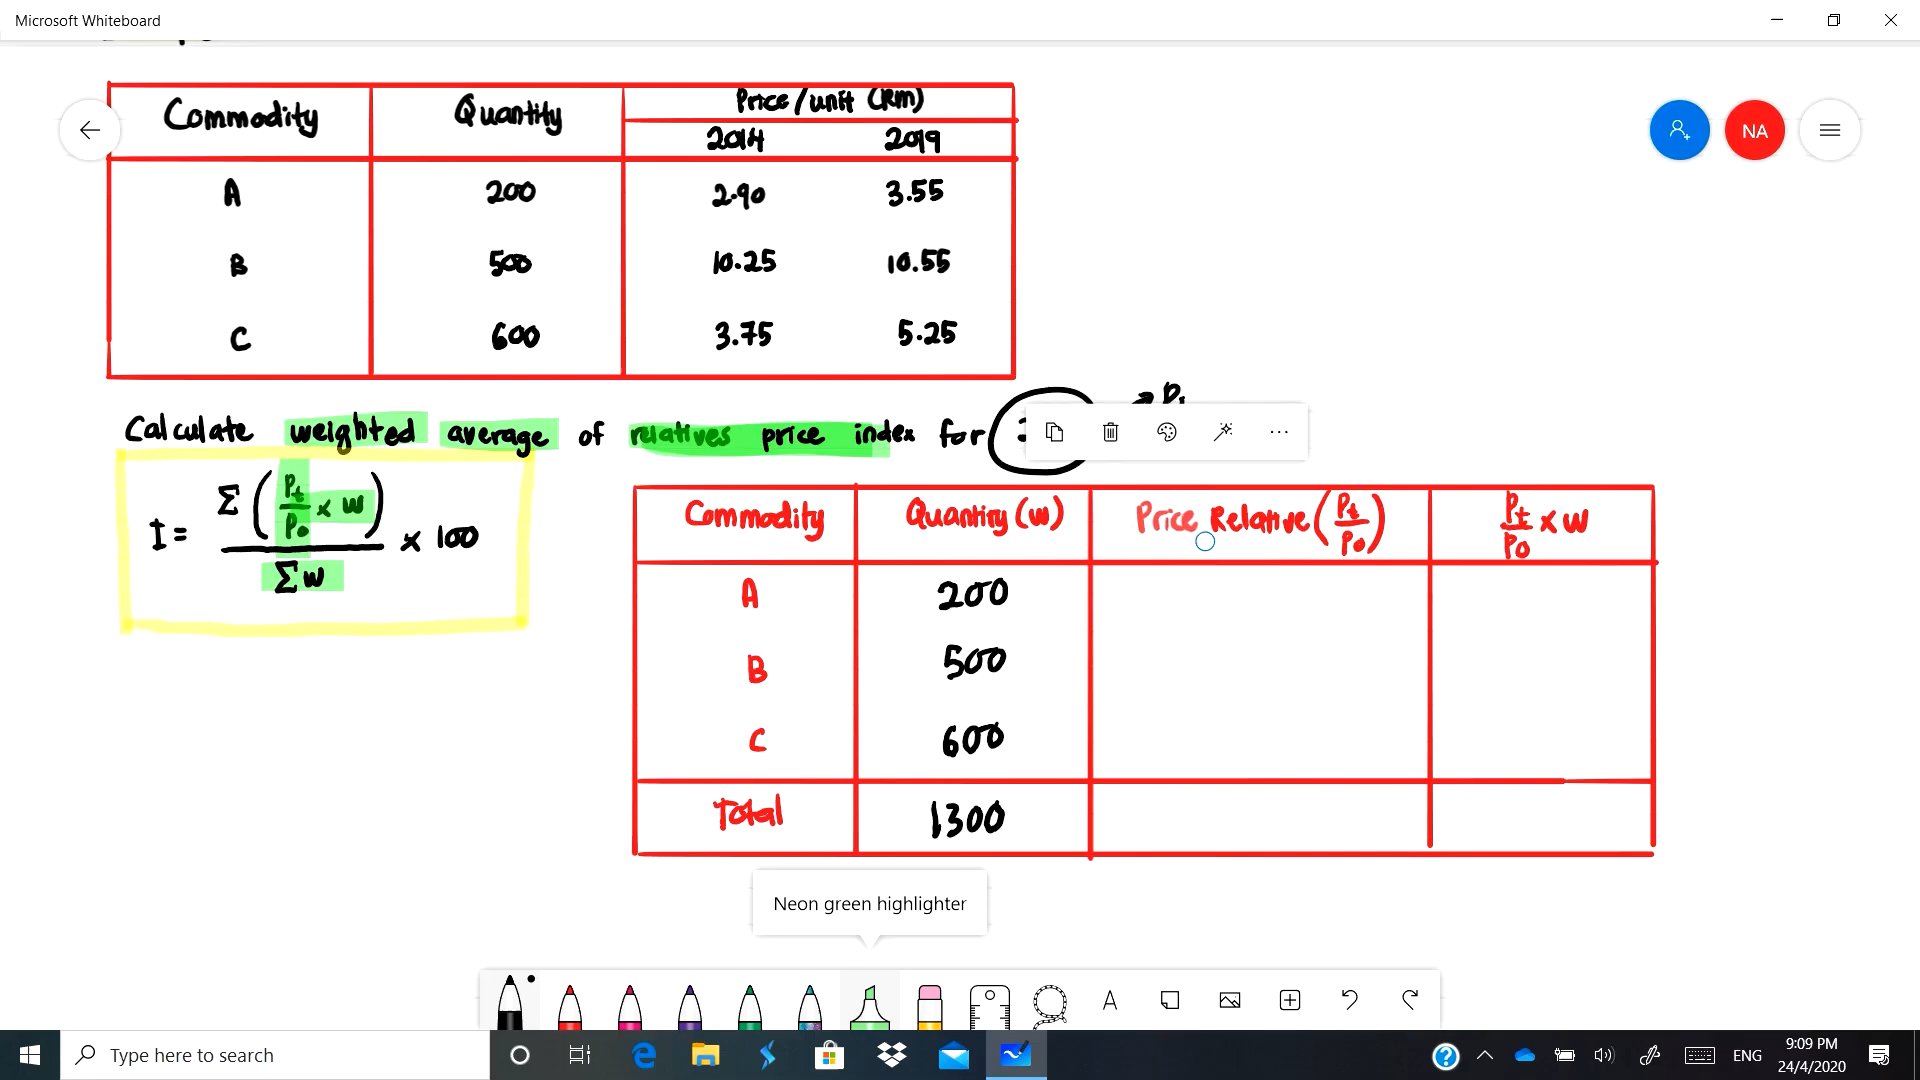 Microsoft Whiteboard
Commodity Quantity Price/unit (RM)
2014 2019
A 200 2.90 3.55
B 500 10.25 10.55
C 600 3.75 5.25
NA
Calculate weighted average of relatives price index for
I = Σ (Pt/Po × w) / Σw × 100
Commodity Quantity (w) Price Relative (Pt/Po) Pt/Po × w
A 200
B 500
C 600
Total 1300
Neon green highlighter
Type here to search
ENG
9:09 PM
24/4/2020